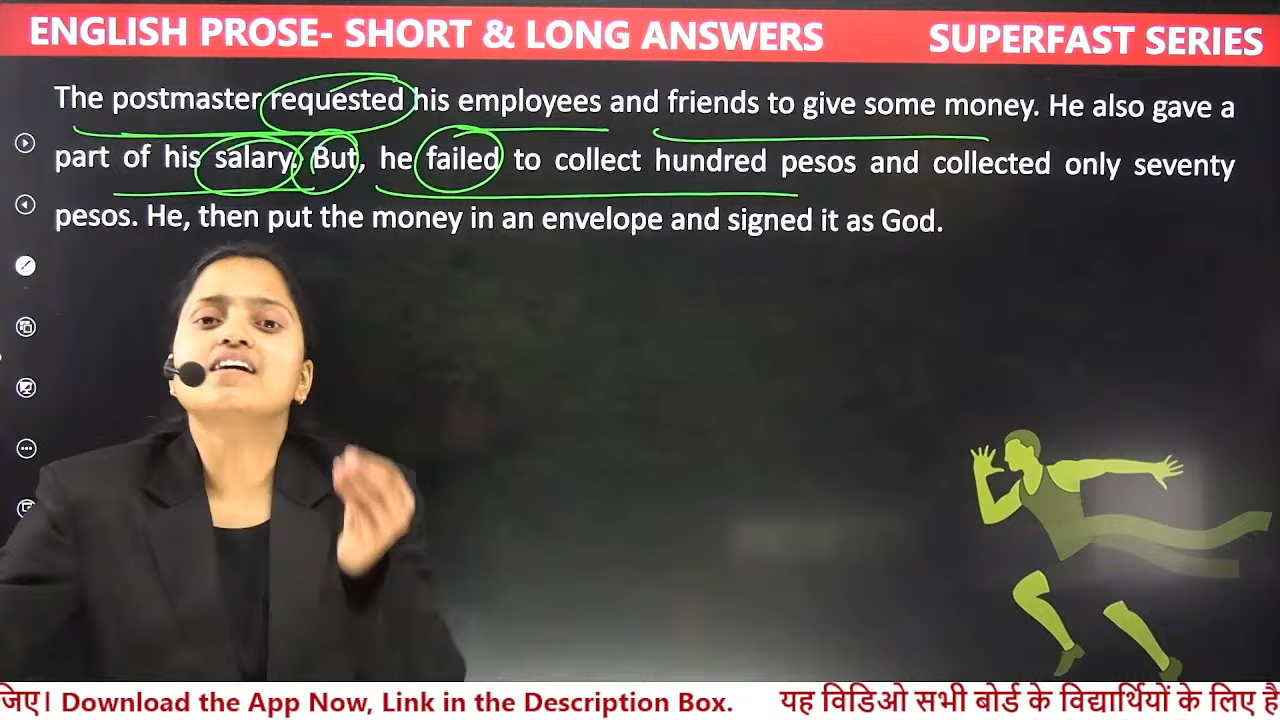 ENGLISH PROSE- SHORT & LONG ANSWERS SUPERFAST SERIES
The postmaster requested his employees and friends to give some money. He also gave a
part of his salary. But, he failed to collect hundred pesos and collected only seventy
pesos. He, then put the money in an envelope and signed it as God.
जिए। Download the App Now, Link in the Description Box. यह विडिओ सभी बोर्ड के विद्यार्थियों के लिए है